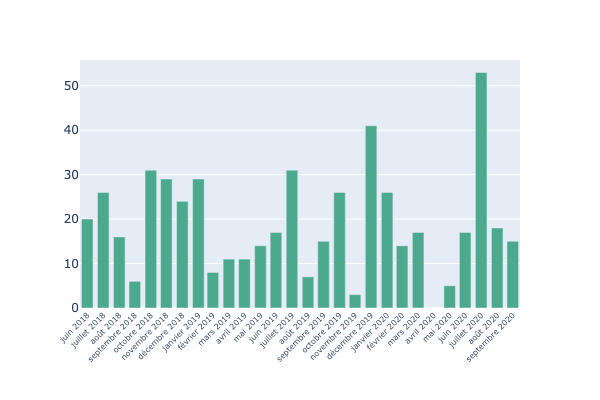 50
40
30
20
10
0
juin 2018
juillet 2018
août 2018
septembre 2018
octobre 2018
novembre 2018
décembre 2018
janvier 2019
février 2019
mars 2019
avril 2019
mai 2019
juin 2019
juillet 2019
août 2019
septembre 2019
octobre 2019
novembre 2019
décembre 2019
janvier 2020
février 2020
mars 2020
avril 2020
mai 2020
juin 2020
juillet 2020
août 2020
septembre 2020